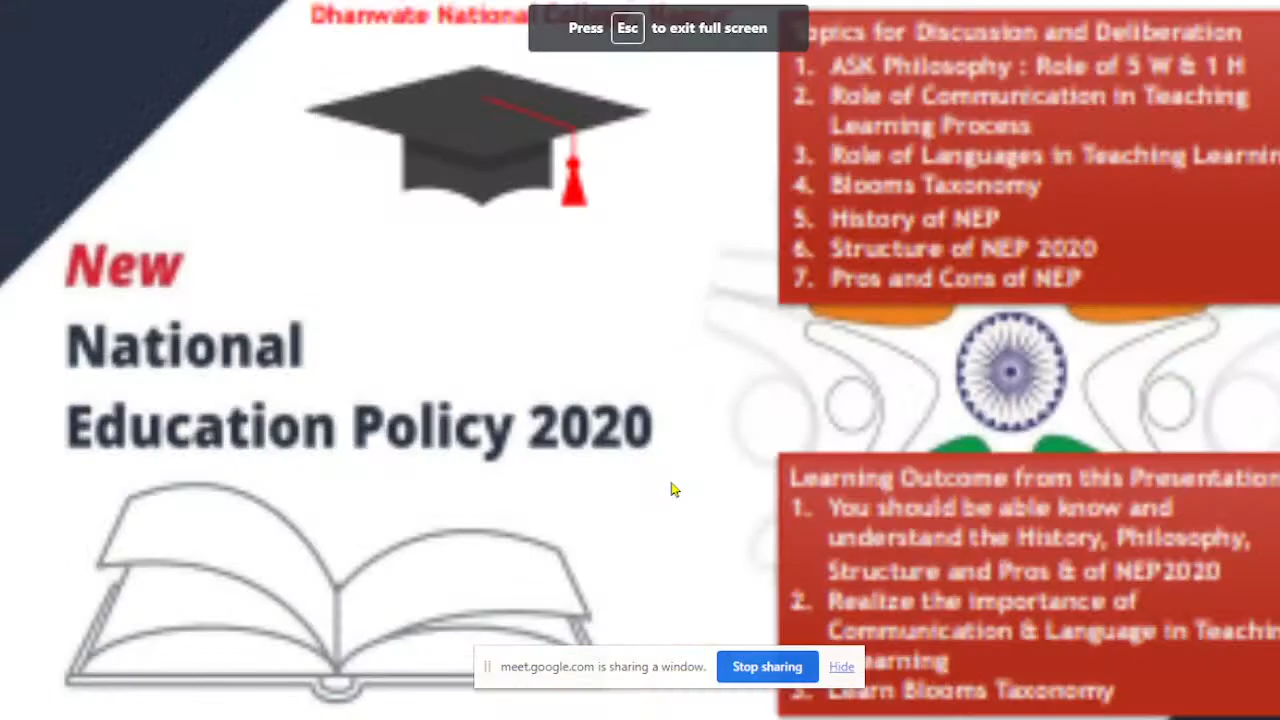 Dhanwate National
Press Esc to exit full screen
New
National
Education Policy 2020
opics for Discussion and Deliberation
1. ASK Philosophy : Role of 5 W & 1 H
2. Role of Communication in Teaching
Learning Process
3. Role of Languages in Teaching Learnin
4. Blooms Taxonomy
5. History of NEP
6. Structure of NEP 2020
7. Pros and Cons of NEP
Learning Outcome from this Presentation
1. You should be able know and
understand the History, Philosophy,
Structure and Pros & of NEP2020
2. Realize the importance of
Communication & Language in Teachin
earning
3. Learn Blooms Taxonomy
meet.google.com is sharing a window. Stop sharing Hide